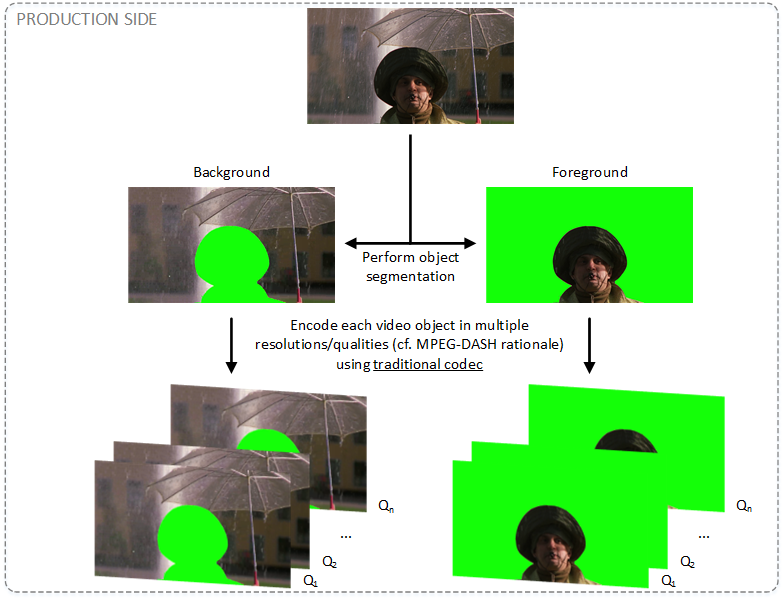 PRODUCTION SIDE
Background
Foreground
Perform object
segmentation
Encode each video object in multiple
resolutions/qualities (cf. MPEG-DASH rationale)
using traditional codec
Qn
...
Q2
Q1
Qn
...
Q2
Q1